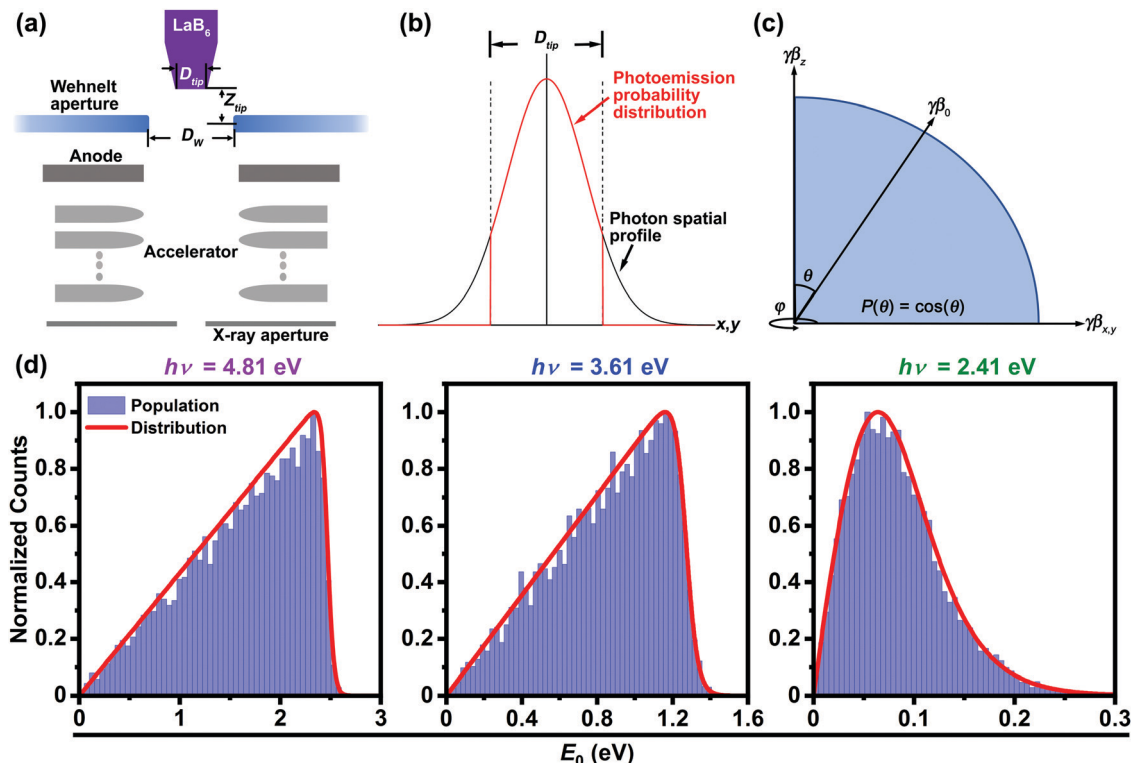 (a)
LaB6
Dtip
Wehnelt
aperture
Ztip
DW
Anode
Accelerator
X-ray aperture
(b)
Dtip
Photoemission
probability
distribution
Photon spatial
profile
x,y
(c)
γβz
γβ0
θ
φ
P(θ) = cos(θ)
γβx,y
(d)
hν = 4.81 eV
hν = 3.61 eV
hν = 2.41 eV
Normalized Counts
Population
Distribution
1.0
0.8
0.6
0.4
0.2
0
0 1 2 3
1.0
0.8
0.6
0.4
0.2
0
0 0.4 0.8 1.2 1.6
1.0
0.8
0.6
0.4
0.2
0
0 0.1 0.2 0.3
E0 (eV)